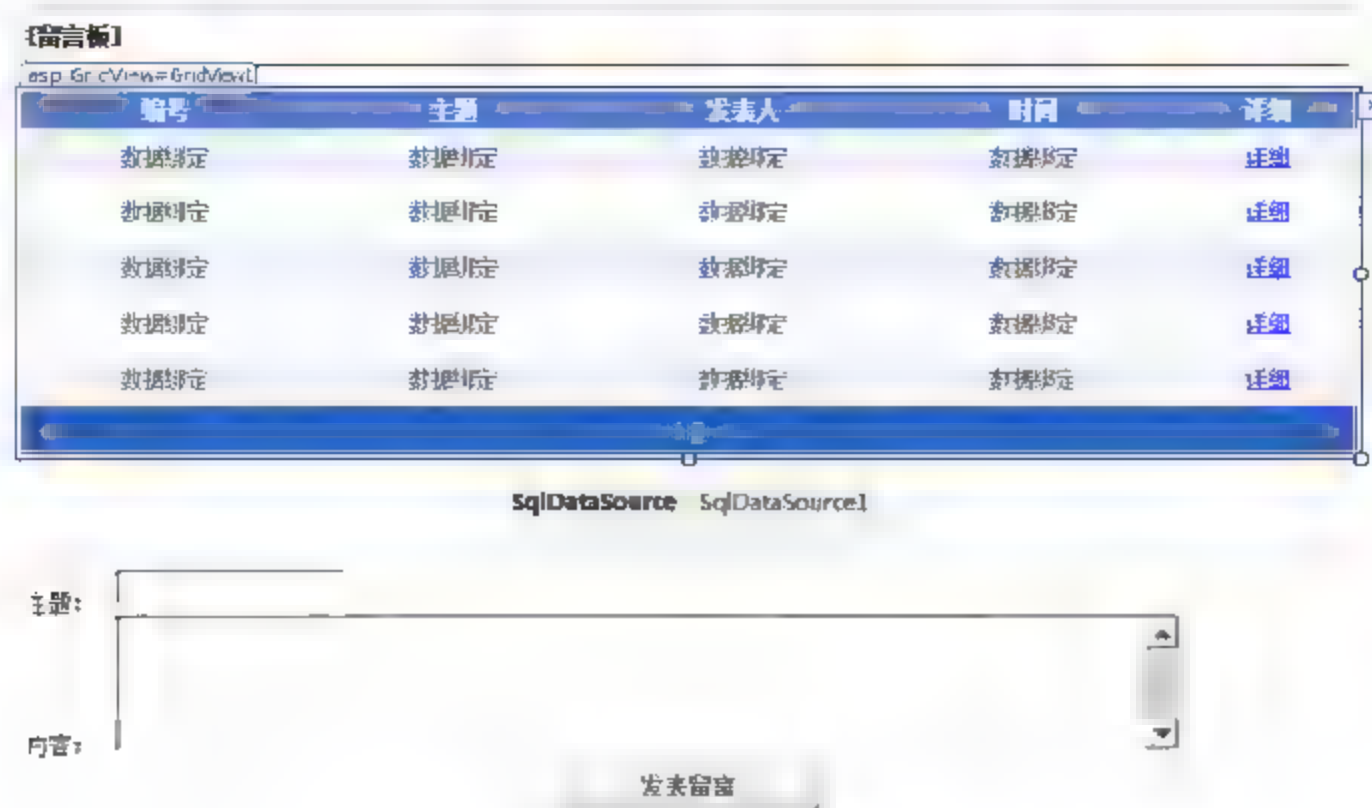 [留言板]
asp:GridView#GridView1
编号 主题 发表人 时间 详细
数据绑定 数据绑定 数据绑定 数据绑定 详细
数据绑定 数据绑定 数据绑定 数据绑定 详细
数据绑定 数据绑定 数据绑定 数据绑定 详细
数据绑定 数据绑定 数据绑定 数据绑定 详细
数据绑定 数据绑定 数据绑定 数据绑定 详细
SqlDataSource - SqlDataSource1
主题:
内容:
发表留言